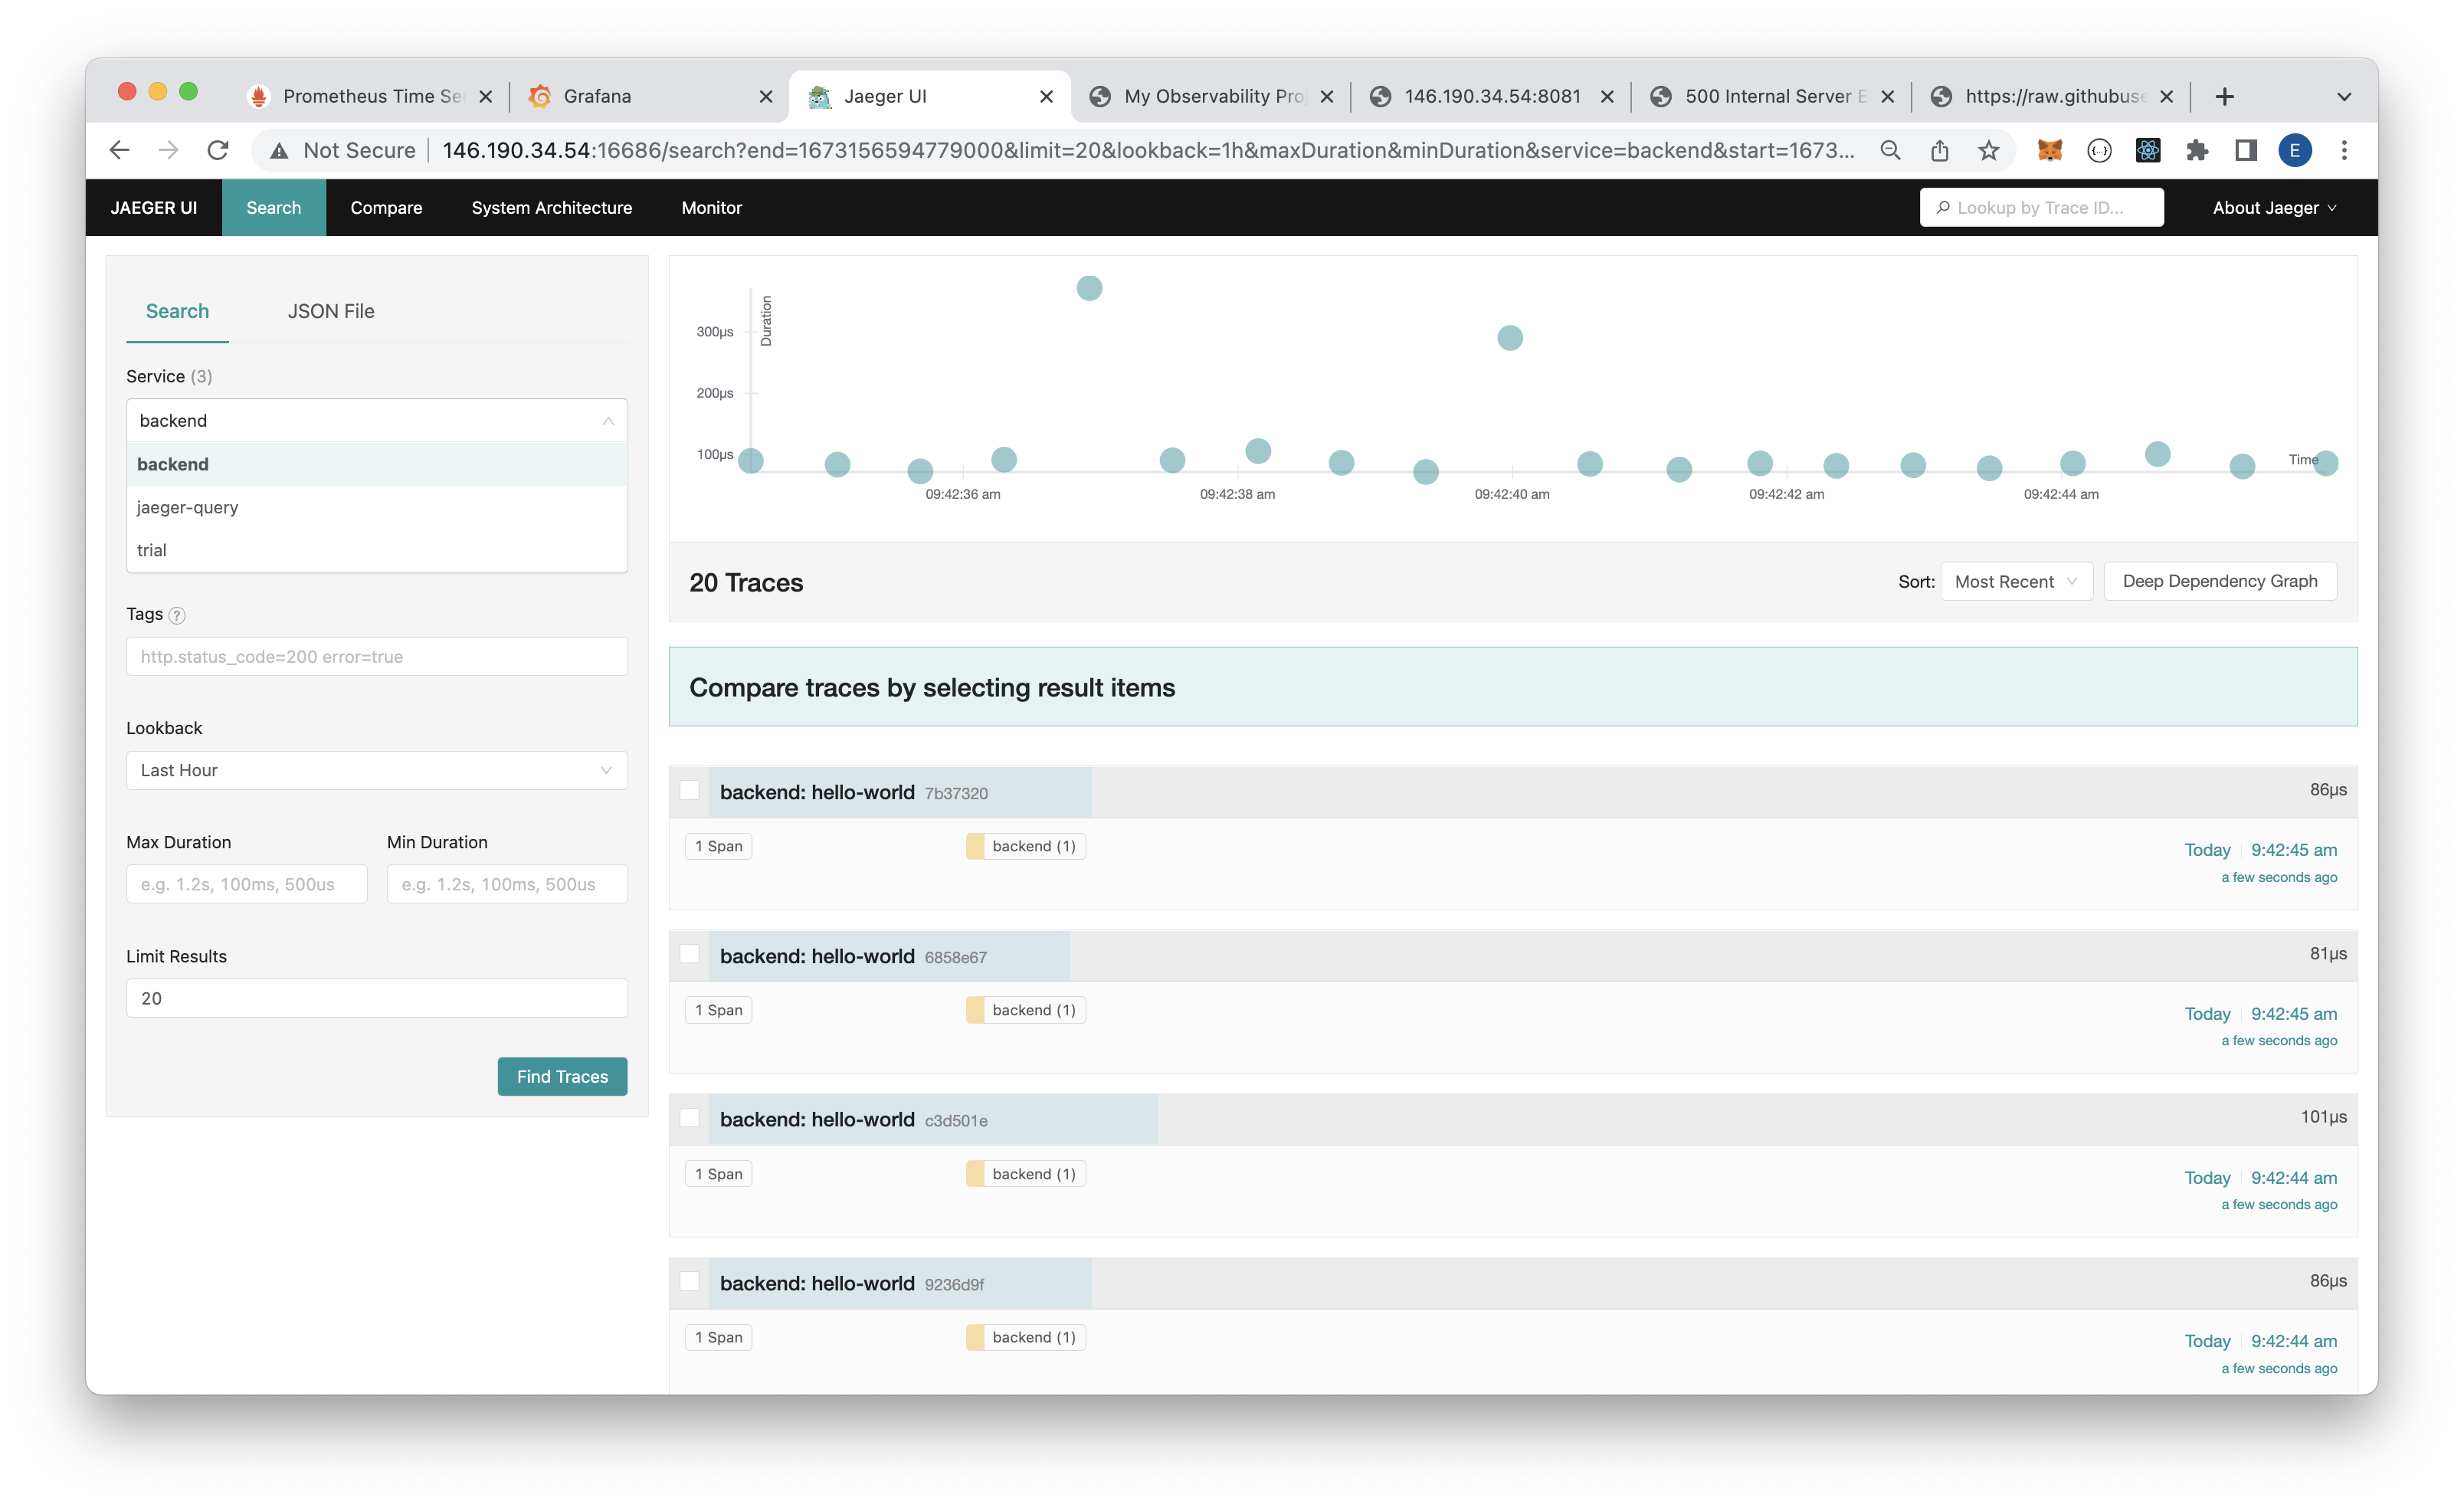 Prometheus Time Se
Grafana
Jaeger UI
My Observability Pro
146.190.34.54:8081
500 Internal Server E
https://raw.githubuse
Not Secure
146.190.34.54:16686/search?end=1673156594779000&limit=20&lookback=1h&maxDuration&minDuration&service=backend&start=1673...
E
JAEGER UI
Search
Compare
System Architecture
Monitor
Lookup by Trace ID...
About Jaeger
Search
JSON File
Service (3)
backend
backend
jaeger-query
trial
Tags ?
http.status_code=200 error=true
Lookback
Last Hour
Max Duration
Min Duration
e.g. 1.2s, 100ms, 500us
e.g. 1.2s, 100ms, 500us
Limit Results
20
Find Traces
Duration
300μs
200μs
100μs
Time
09:42:36 am
09:42:38 am
09:42:40 am
09:42:42 am
09:42:44 am
20 Traces
Sort:
Most Recent
Deep Dependency Graph
Compare traces by selecting result items
backend: hello-world 7b37320
86μs
1 Span
backend (1)
Today
9:42:45 am
a few seconds ago
backend: hello-world 6858e67
81μs
1 Span
backend (1)
Today
9:42:45 am
a few seconds ago
backend: hello-world c3d501e
101μs
1 Span
backend (1)
Today
9:42:44 am
a few seconds ago
backend: hello-world 9236d9f
86μs
1 Span
backend (1)
Today
9:42:44 am
a few seconds ago